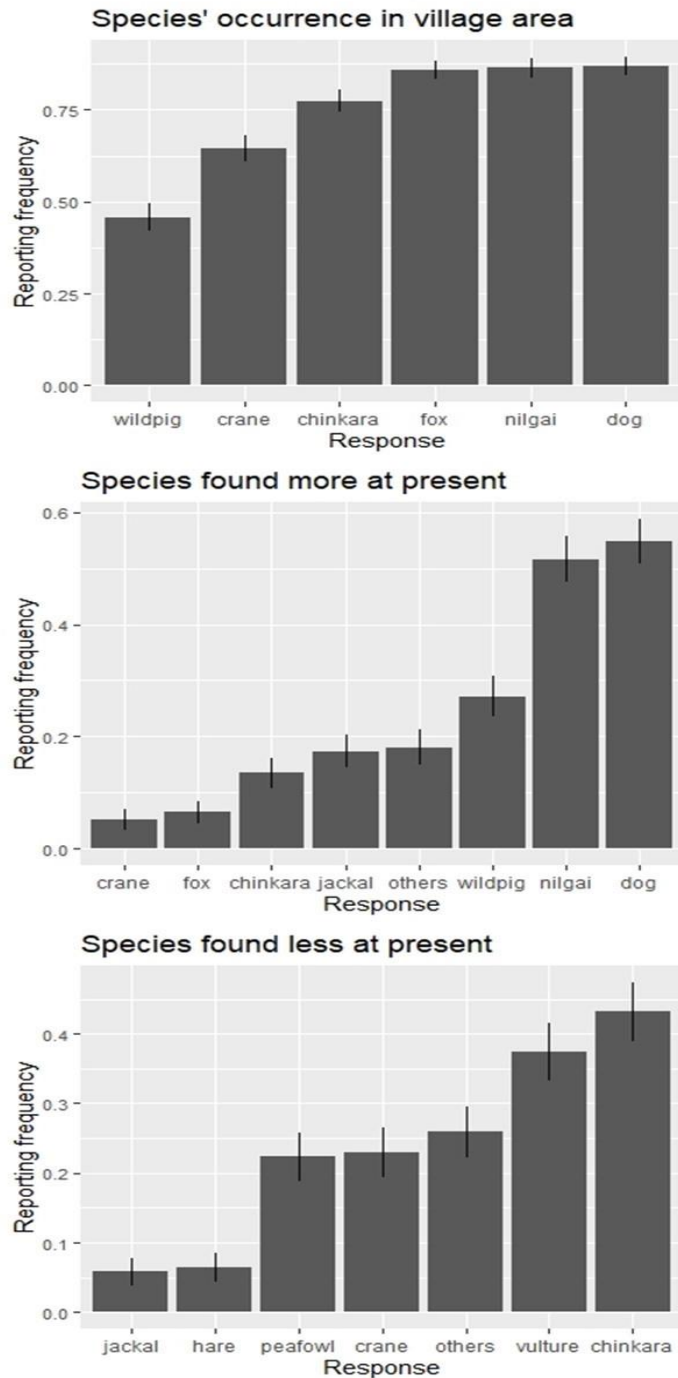 Species' occurrence in village area
Reporting frequency
0.75
0.50
0.25
0.00
wildpig crane chinkara fox nilgai dog
Response
Species found more at present
Reporting frequency
0.6
0.4
0.2
0.0
crane fox chinkara jackal others wildpig nilgai dog
Response
Species found less at present
Reporting frequency
0.4
0.3
0.2
0.1
0.0
jackal hare peafowl crane others vulture chinkara
Response